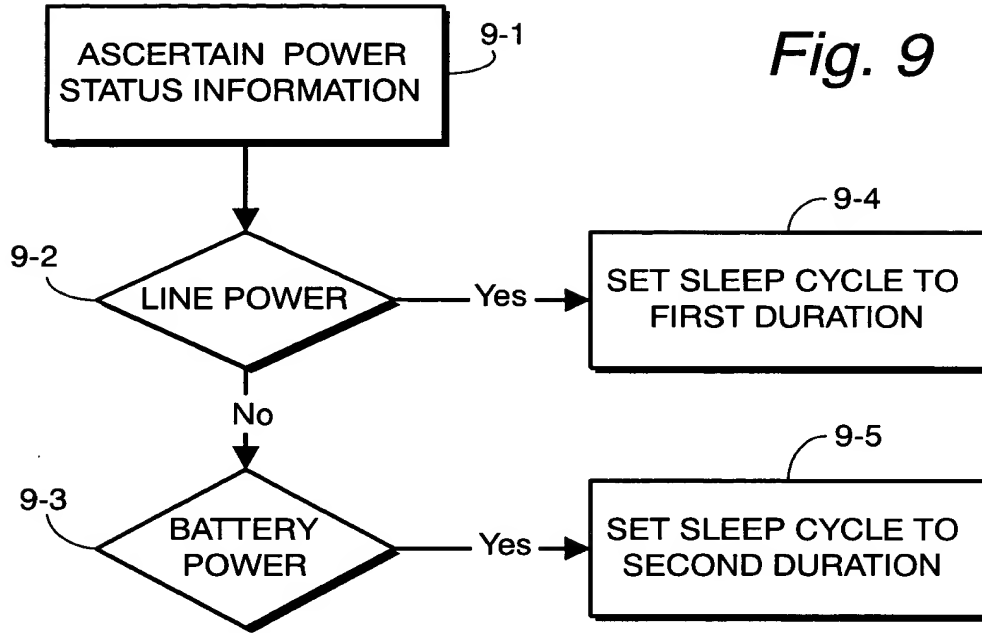 Fig. 9
9-1
ASCERTAIN POWER
STATUS INFORMATION
9-2
LINE POWER
Yes
9-4
SET SLEEP CYCLE TO
FIRST DURATION
No
9-3
BATTERY
POWER
Yes
9-5
SET SLEEP CYCLE TO
SECOND DURATION